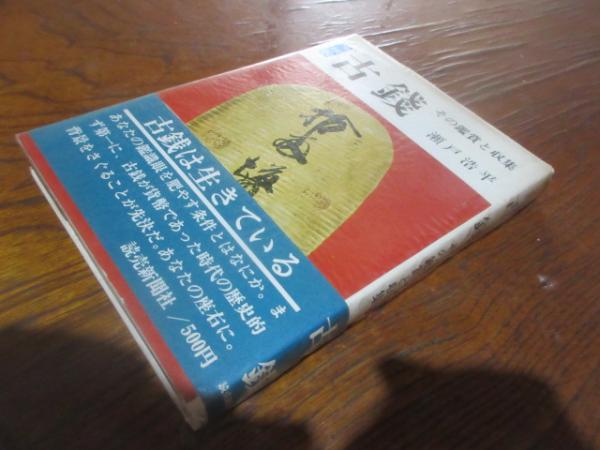 古錢
その鑑賞と収集
瀬戸浩平
古銭は生きている
あなたの鑑識眼を肥やす条件とはなにか。ま
ず第一に、古銭が貨幣であった時代の歴史的
背景をさぐることが先決だ。あなたの座右に。
読売新聞社/500円
古
錢